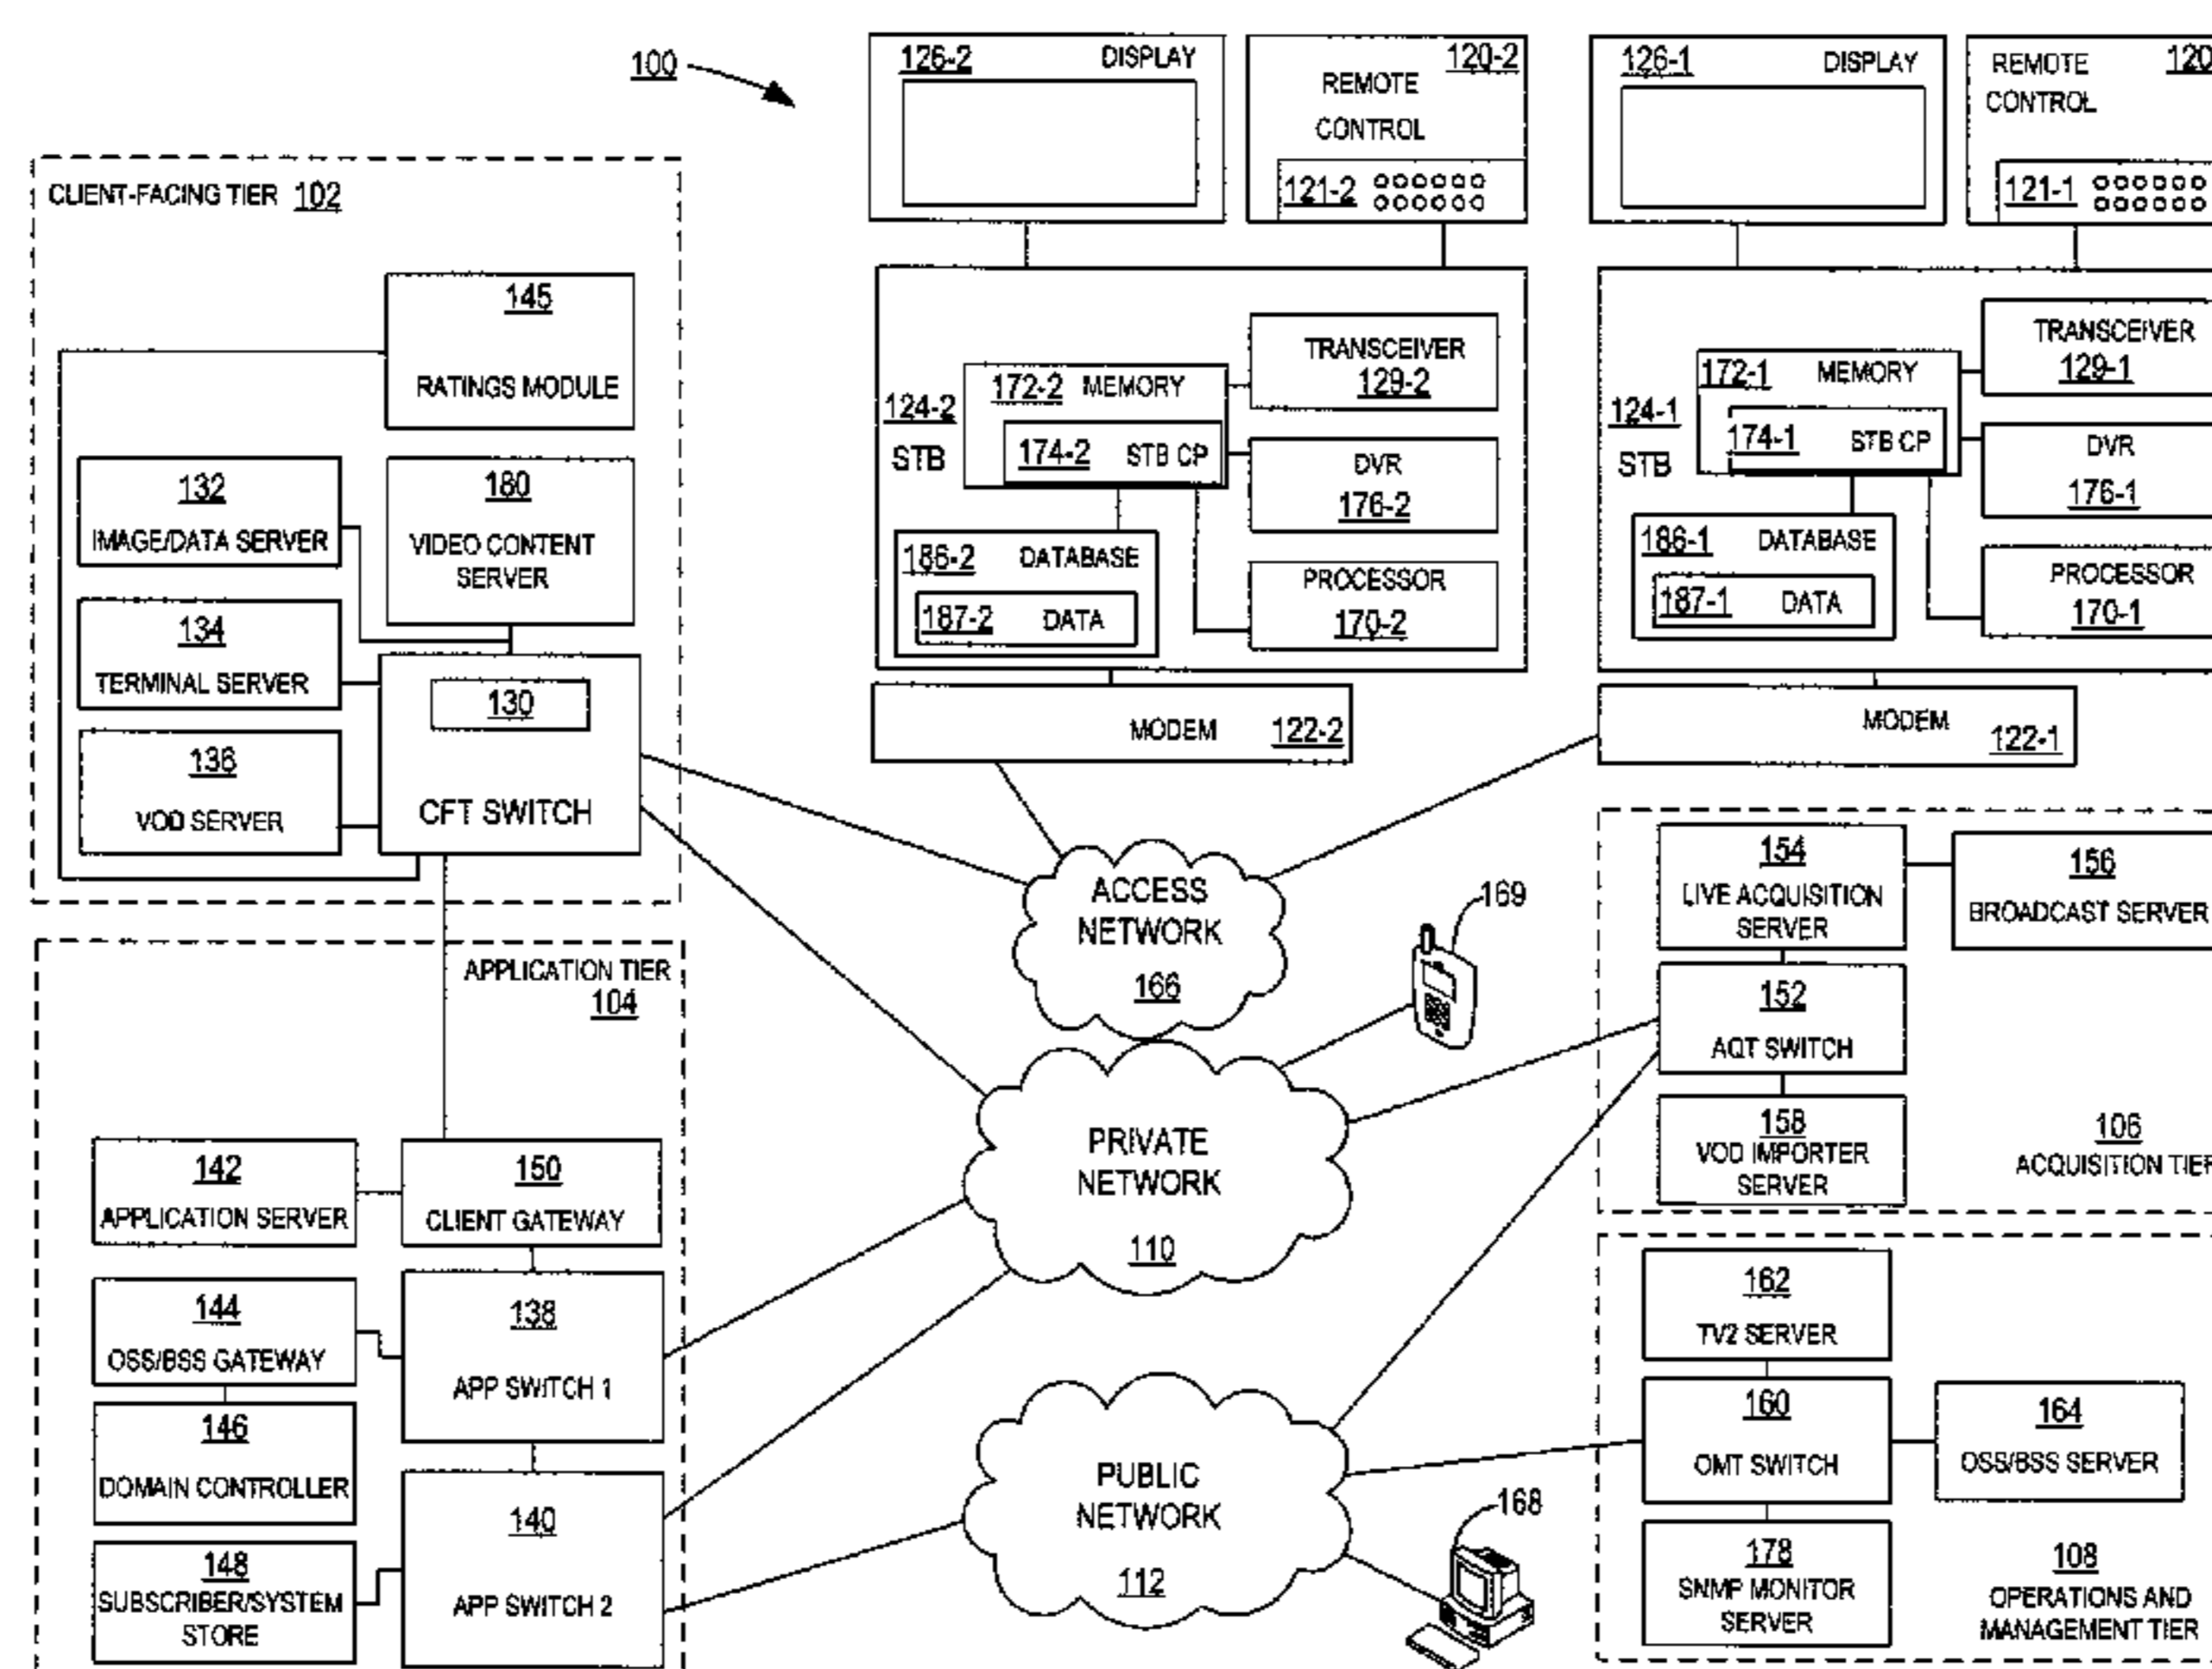 100
126-2 DISPLAY
REMOTE CONTROL 120-2
121-2
126-1 DISPLAY
REMOTE CONTROL 120
121-1
CLIENT-FACING TIER 102
145
RATINGS MODULE
132
IMAGE/DATA SERVER
180
VIDEO CONTENT
SERVER
134
TERMINAL SERVER
130
CFT SWITCH
136
VOD SERVER
124-2
STB
172-2 MEMORY
174-2 STB CP
TRANSCEIVER
129-2
DVR
176-2
186-2 DATABASE
187-2 DATA
PROCESSOR
170-2
MODEM 122-2
124-1
STB
172-1 MEMORY
174-1 STB CP
TRANSCEIVER
129-1
DVR
176-1
186-1 DATABASE
187-1 DATA
PROCESSOR
170-1
MODEM 122-1
ACCESS
NETWORK
166
169
154
LIVE ACQUISITION
SERVER
156
BROADCAST SERVER
152
AQT SWITCH
158
VOD IMPORTER
SERVER
106
ACQUISITION TIER
APPLICATION TIER
104
142
APPLICATION SERVER
150
CLIENT GATEWAY
144
OSS/BSS GATEWAY
138
APP SWITCH 1
146
DOMAIN CONTROLLER
140
APP SWITCH 2
148
SUBSCRIBER/SYSTEM
STORE
PRIVATE
NETWORK
110
PUBLIC
NETWORK
112
168
162
TV2 SERVER
160
OMT SWITCH
164
OSS/BSS SERVER
178
SNMP MONITOR
SERVER
108
OPERATIONS AND
MANAGEMENT TIER